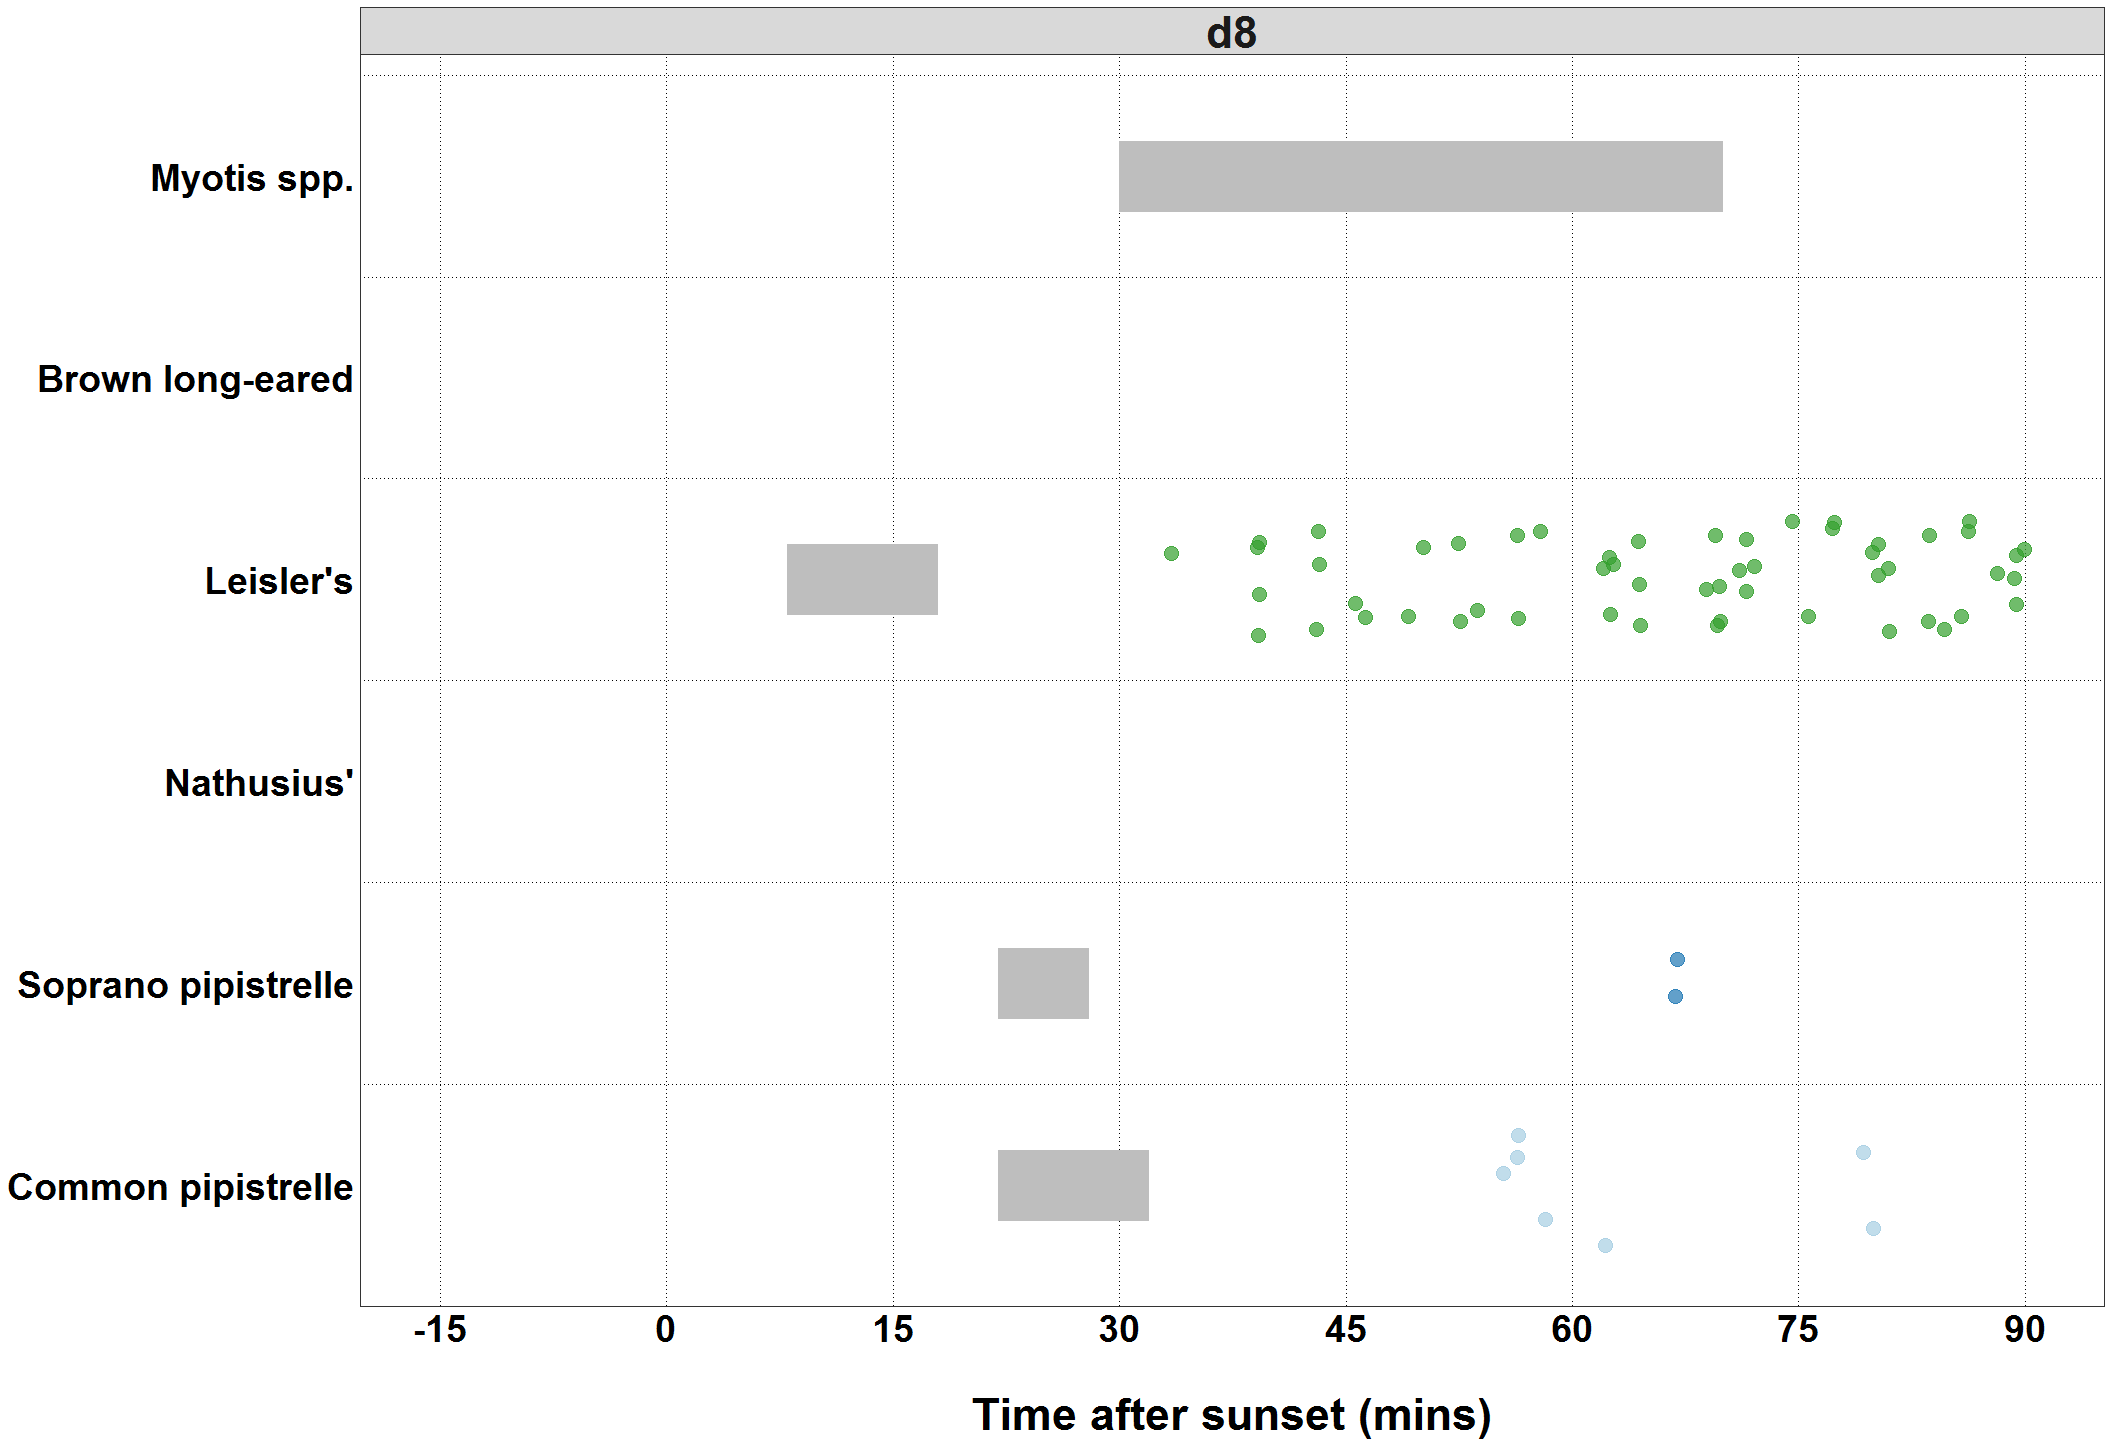 d8
Myotis spp.
Brown long-eared
Leisler's
Nathusius'
Soprano pipistrelle
Common pipistrelle
-15 0 15 30 45 60 75 90
Time after sunset (mins)